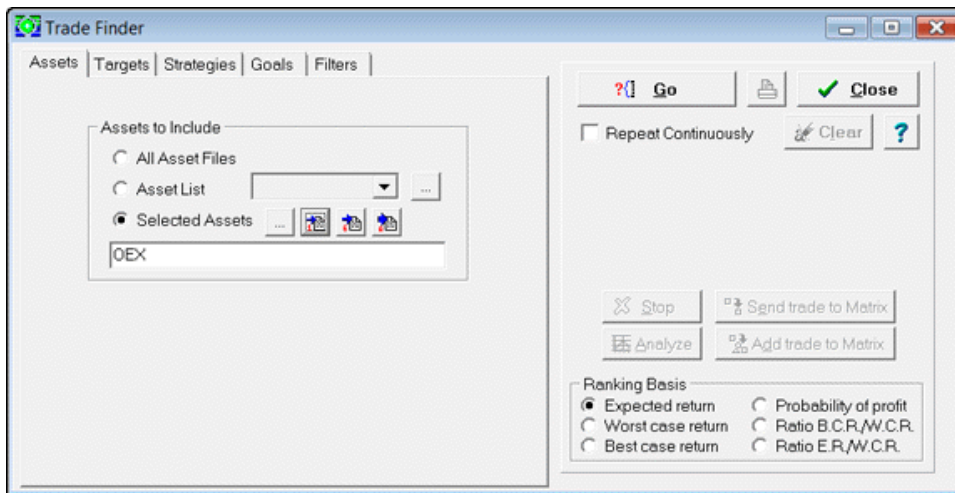 Trade Finder
Assets Targets Strategies Goals Filters
Assets to Include
All Asset Files
Asset List ...
Selected Assets ...
OEX
?{} Go
Close
Repeat Continuously
Clear ?
Stop
Send trade to Matrix
Analyze
Add trade to Matrix
Ranking Basis
Expected return
Probability of profit
Worst case return
Ratio B.C.R./W.C.R.
Best case return
Ratio E.R./W.C.R.